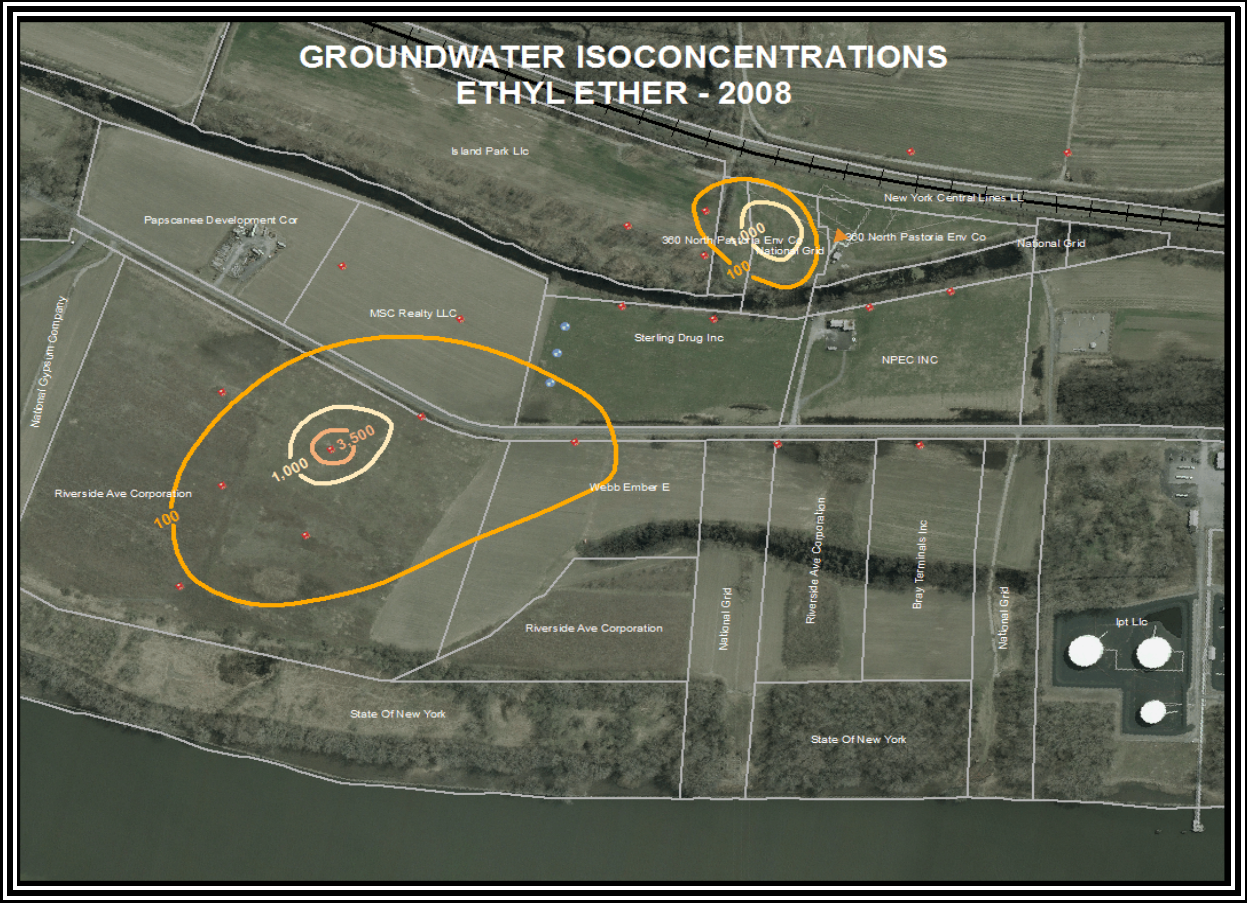 GROUNDWATER ISOCONCENTRATIONS
ETHYL ETHER - 2008
Island Park Llc
New York Central Lines LL
Papscanee Development Cor
360 North Pastoria Env Co
1,000
360 North Pastoria Env Co
National Grid
National Grid
100
National Gypsum Company
MSC Realty LLC
Sterling Drug Inc
NPEC INC
3,500
1,000
Riverside Ave Corporation
100
Webb Ember E
Riverside Ave Corporation
Bray Terminals Inc
National Grid
National Grid
Riverside Ave Corporation
Ipt Llc
State Of New York
State Of New York